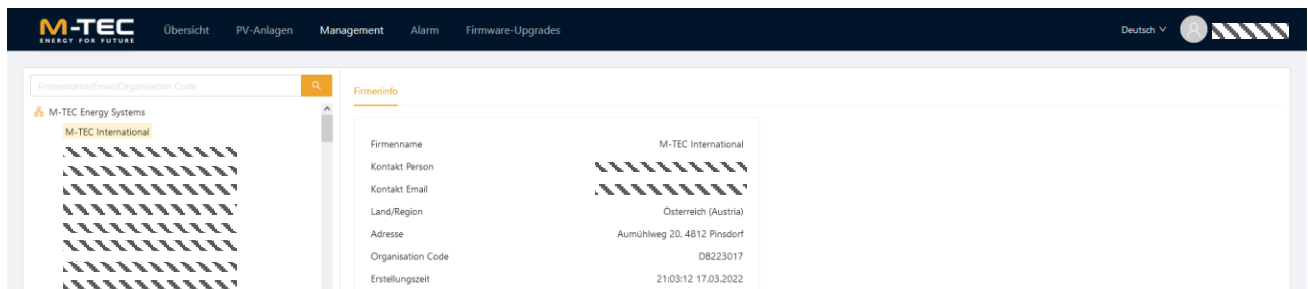 M-TEC
ENERGY FOR FUTURE
Übersicht PV-Anlagen Management Alarm Firmware-Upgrades
Deutsch
Firmenname/Email/Organisation Code
M-TEC Energy Systems
M-TEC International
Firmeninfo
Firmenname M-TEC International
Kontakt Person
Kontakt Email
Land/Region Österreich (Austria)
Adresse Aumühlweg 20, 4812 Pinsdorf
Organisation Code DB223017
Erstellungszeit 21:03:12 17.03.2022